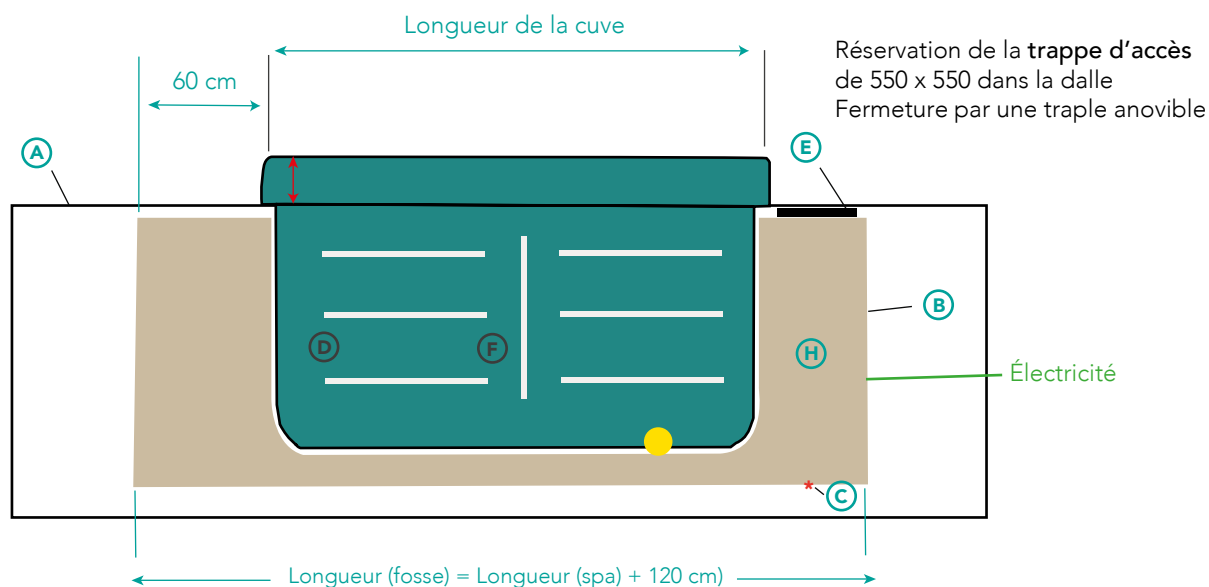 Longueur de la cuve
Réservation de la trappe d'accès
de 550 x 550 dans la dalle
Fermeture par une traple anovible
60 cm
A
E
B
D
F
H
Électricité
* C
Longueur (fosse) = Longueur (spa) + 120 cm)